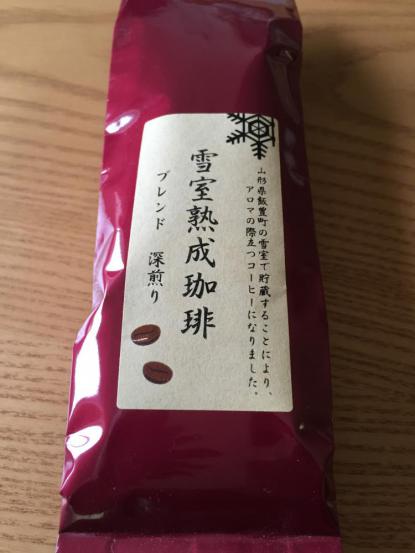 山形県飯豊町の雪室で貯蔵することにより、
アロマの際立つコーヒーになりました。
雪室熟成珈琲
ブレンド 深煎り